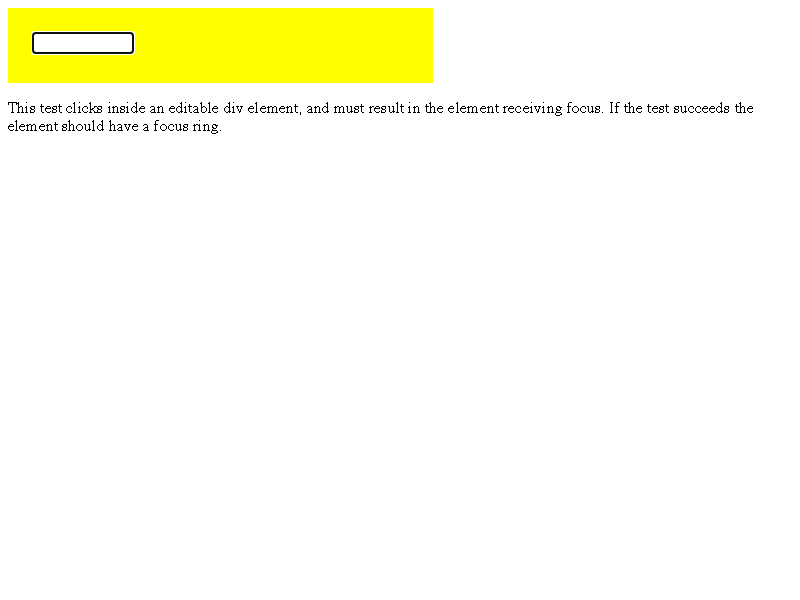 This test clicks inside an editable div element, and must result in the element receiving focus. If the test succeeds the
element should have a focus ring.